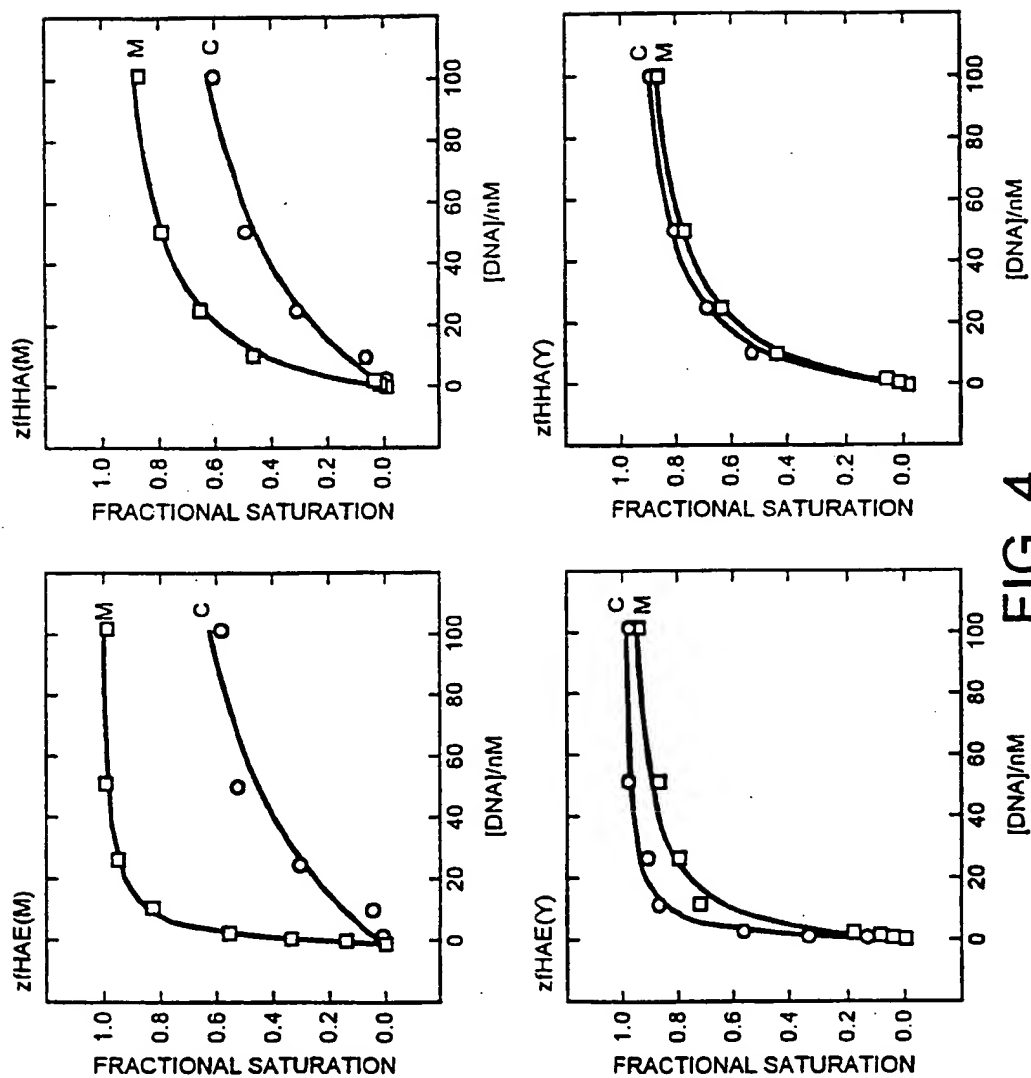 zfHAE(M)
FRACTIONAL SATURATION
1.0
0.8
0.6
0.4
0.2
0.0
M
C
0 20 40 60 80 100
[DNA]/nM
zfHHA(M)
FRACTIONAL SATURATION
1.0
0.8
0.6
0.4
0.2
0.0
M
C
0 20 40 60 80 100
[DNA]/nM
zfHAE(Y)
FRACTIONAL SATURATION
1.0
0.8
0.6
0.4
0.2
0.0
C
M
0 20 40 60 80 100
[DNA]/nM
zfHHA(Y)
FRACTIONAL SATURATION
1.0
0.8
0.6
0.4
0.2
0.0
C
M
0 20 40 60 80 100
[DNA]/nM
FIG 4